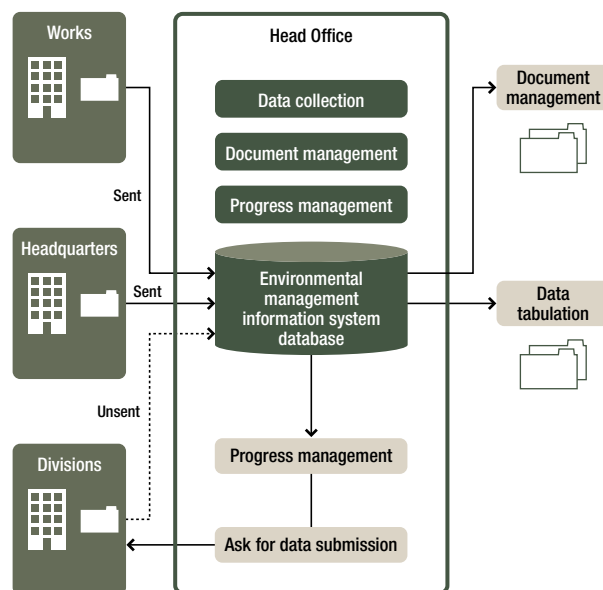 Works
Head Office
Data collection
Document management
Progress management
Document
management
Sent
Headquarters
Sent
Environmental
management
information system
database
Data
tabulation
Unsent
Divisions
Progress management
Ask for data submission